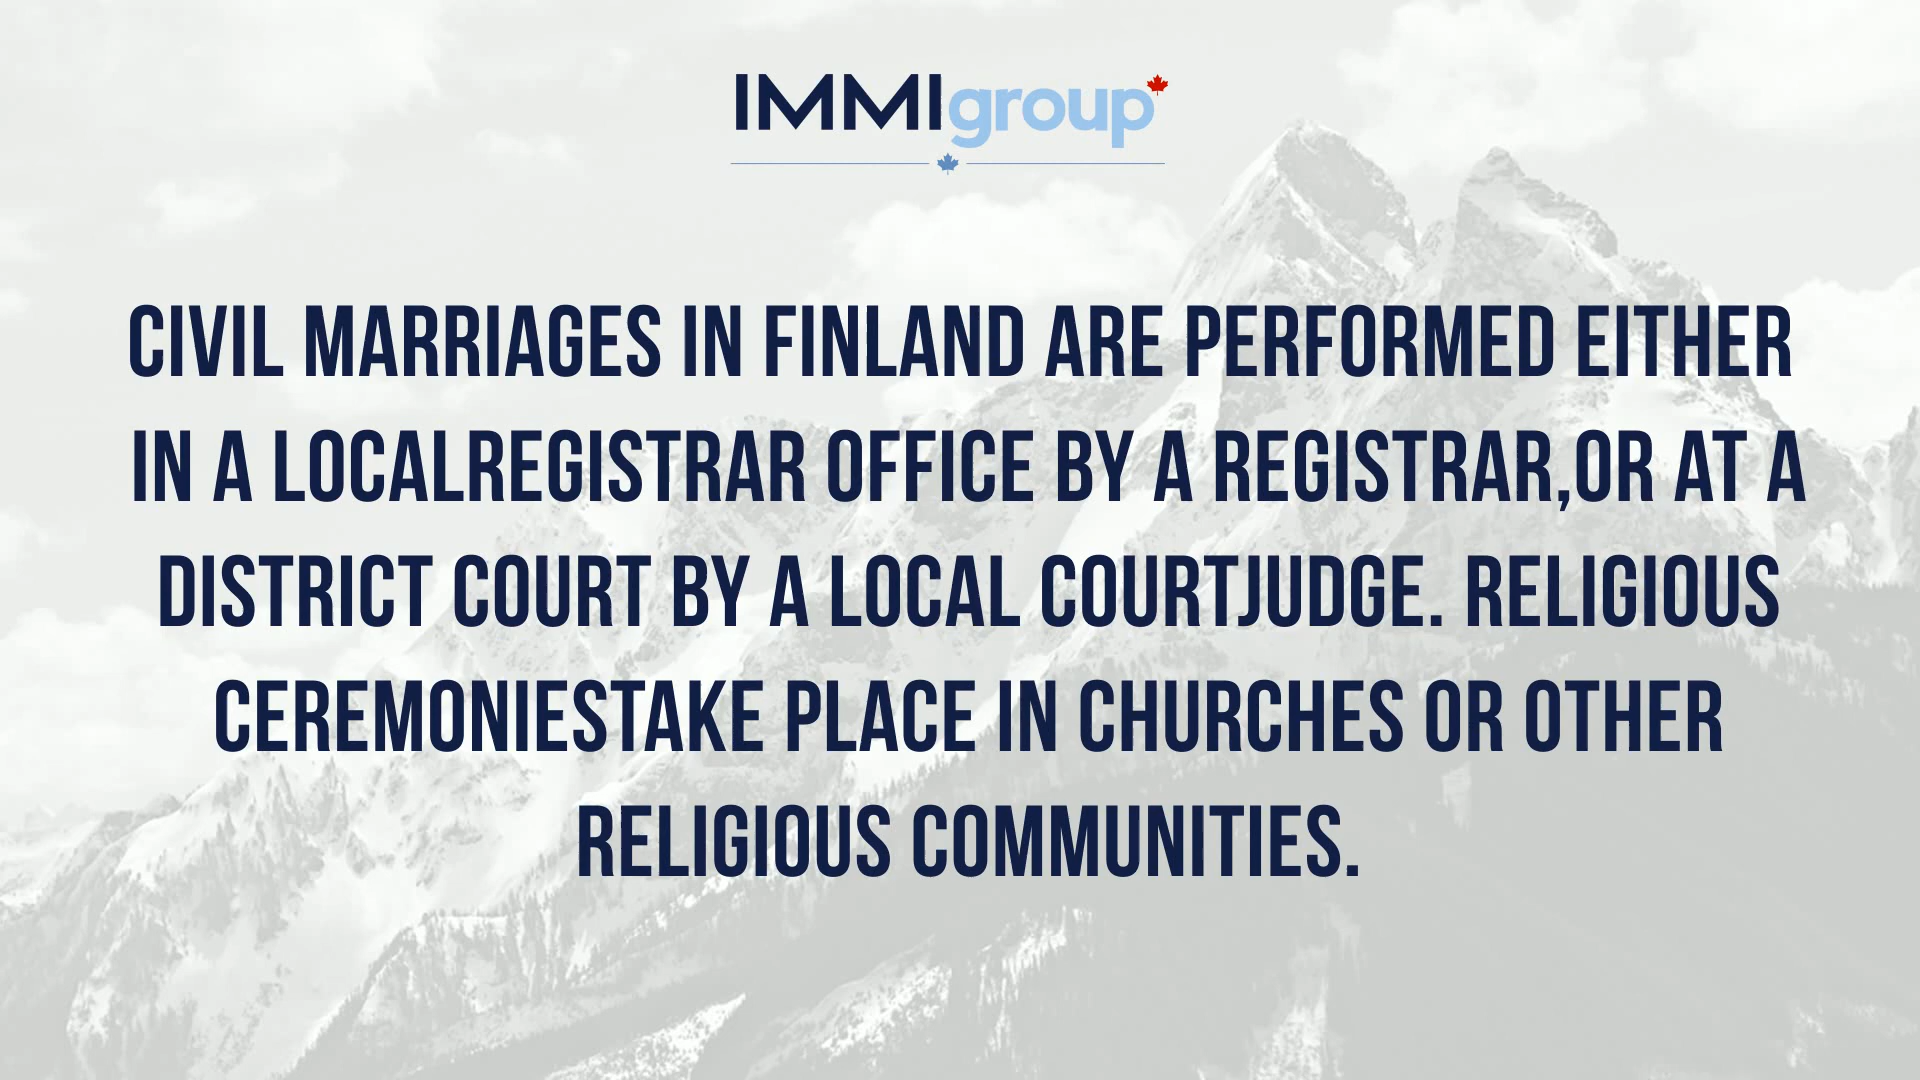 IMMIgroup
CIVIL MARRIAGES IN FINLAND ARE PERFORMED EITHER
IN A LOCALREGISTRAR OFFICE BY A REGISTRAR,OR AT A
DISTRICT COURT BY A LOCAL COURTJUDGE. RELIGIOUS
CEREMONIESTAKE PLACE IN CHURCHES OR OTHER
RELIGIOUS COMMUNITIES.